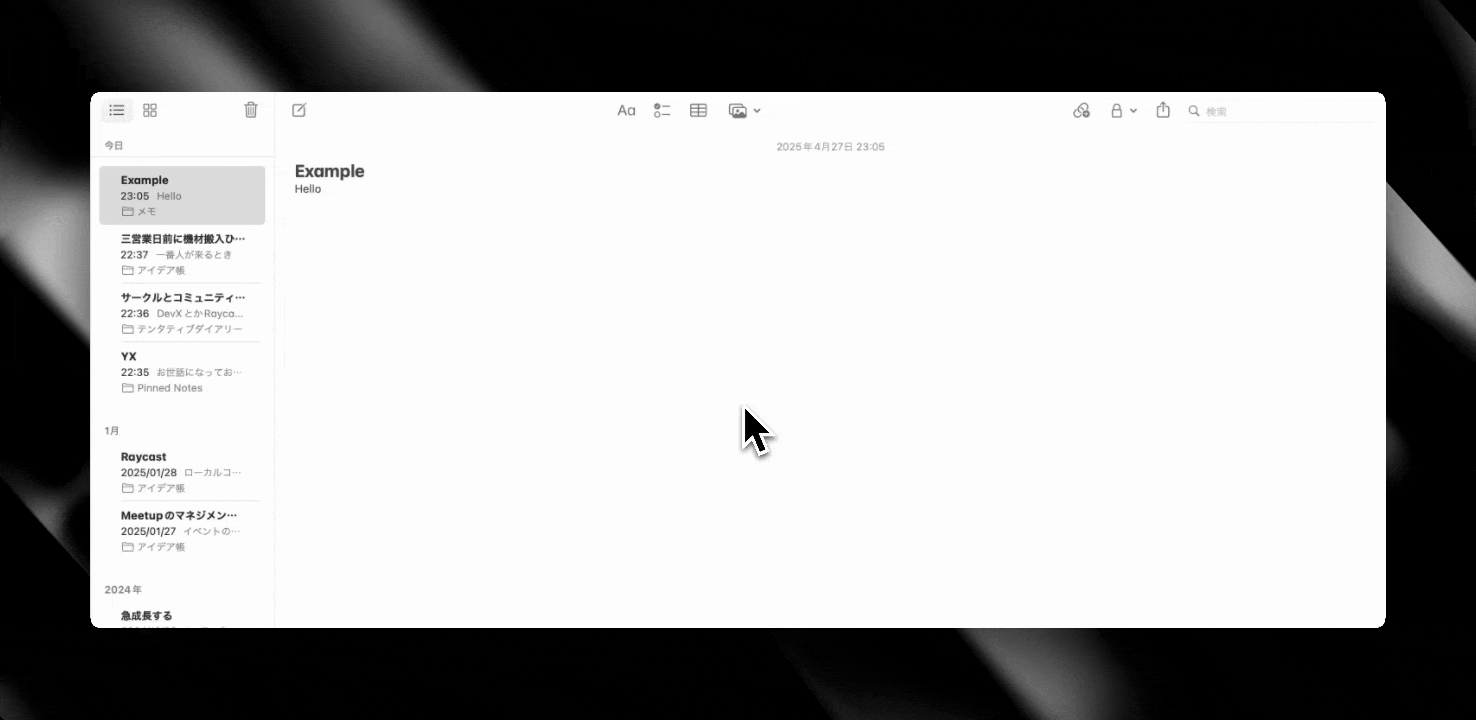 Aa
検索
今日
2025年4月27日 23:05
Example
23:05 Hello
メモ
三営業日前に機材搬入ひ…
22:37 一番人が来るとき
アイデア帳
サークルとコミュニティ…
22:36 DevXとかRayca...
テンタティブダイアリー
YX
22:35 お世話になってお…
Pinned Notes
1月
Raycast
2025/01/28 ローカルコ…
アイデア帳
Meetupのマネジメン…
2025/01/27 イベントの…
アイデア帳
2024年
急成長する
Example
Hello